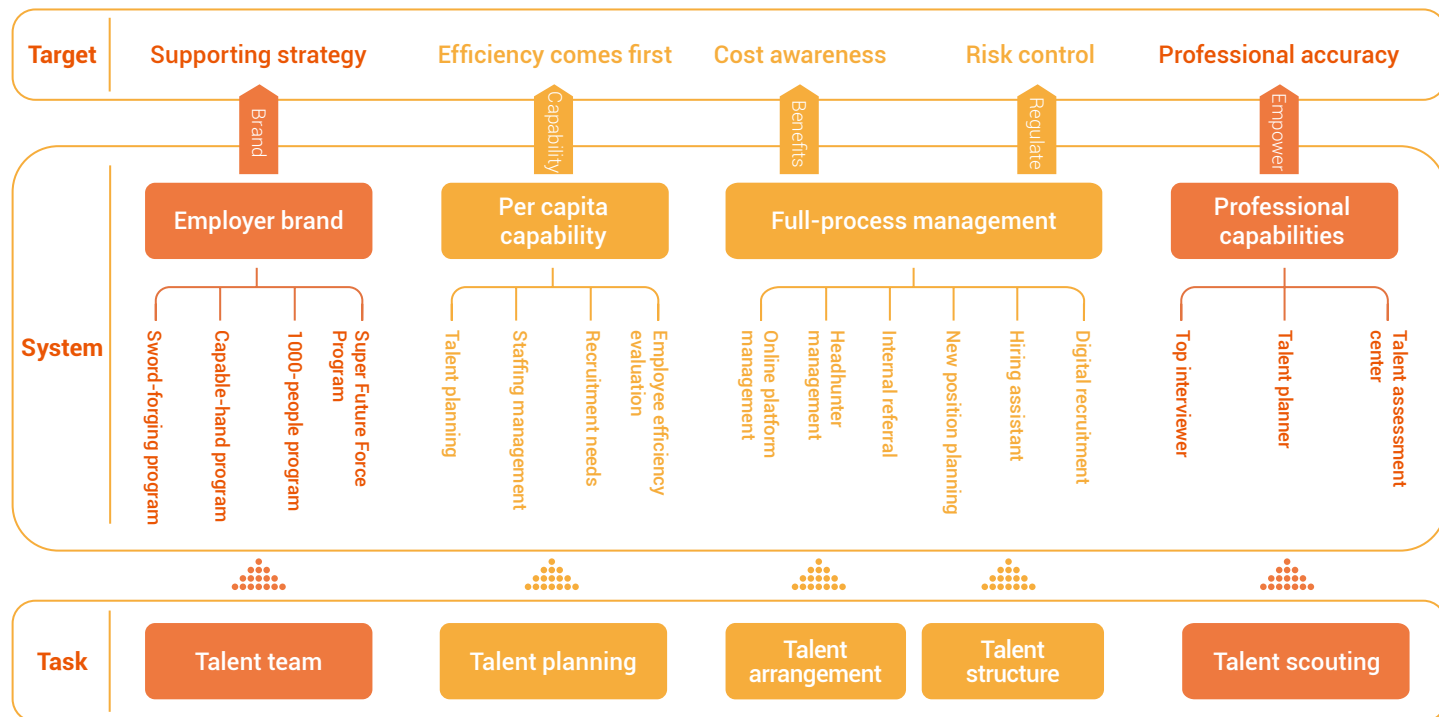 Target
Supporting strategy
Efficiency comes first
Cost awareness
Risk control
Professional accuracy
Brand
Capability
Benefits
Regulate
Empower
System
Employer brand
Per capita
capability
Full-process management
Professional
capabilities
Sword-forging program
Capable-hand program
1000-people program
Super Future Force
Program
Talent planning
Staffing management
Recruitment needs
Employee efficiency
evaluation
Online platform
management
Headhunter
management
Internal referral
New position planning
Hiring assistant
Digital recruitment
Top interviewer
Talent planner
Talent assessment
center
Task
Talent team
Talent planning
Talent
arrangement
Talent
structure
Talent scouting